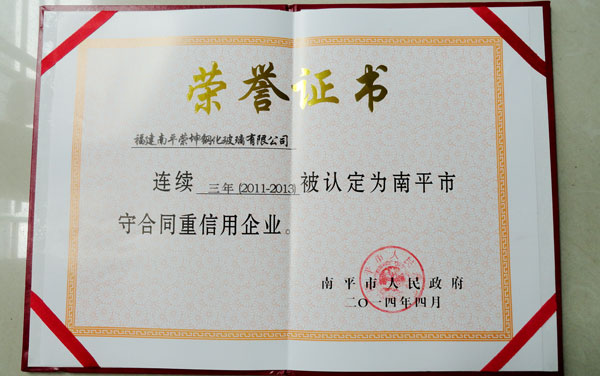 荣誉证书
福建南平荣坤钢化玻璃有限公司
连续 三年(2011-2013) 被认定为南平市
守合同重信用企业。
南平市人民政府
二〇一四年四月